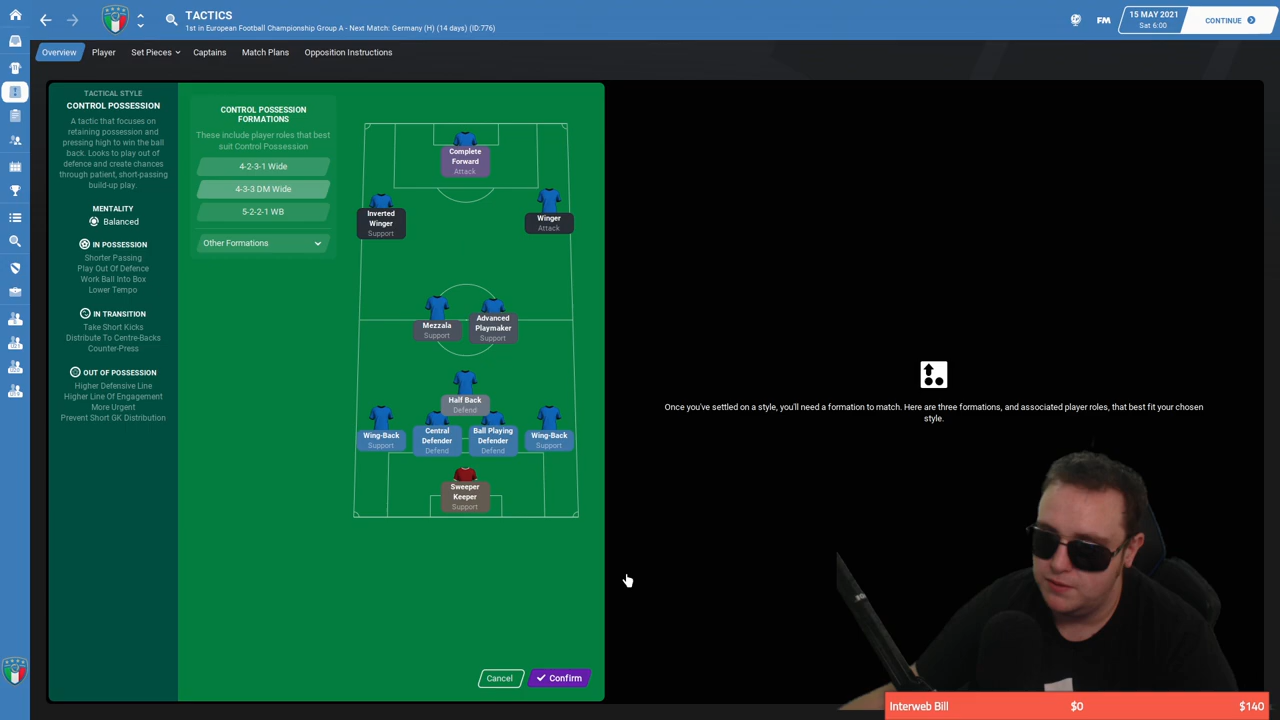 TACTICS
1st in European Football Championship Group A - Next Match: Germany (H) (14 days) (ID:776)
FM
15 MAY 2021
Sat 6:00
CONTINUE
Overview
Player
Set Pieces
Captains
Match Plans
Opposition Instructions
TACTICAL STYLE
CONTROL POSSESSION
A tactic that focuses on
retaining possession and
pressing high to win the ball
back. Looks to play out of
defence and create chances
through patient, short-passing
build-up play.
MENTALITY
Balanced
IN POSSESSION
Shorter Passing
Play Out Of Defence
Work Ball Into Box
Lower Tempo
IN TRANSITION
Take Short Kicks
Distribute To Centre-Backs
Counter-Press
OUT OF POSSESSION
Higher Defensive Line
Higher Line Of Engagement
More Urgent
Prevent Short GK Distribution
CONTROL POSSESSION
FORMATIONS
These include player roles that best
suit Control Possession
4-2-3-1 Wide
4-3-3 DM Wide
5-2-2-1 WB
Other Formations
Complete
Forward
Attack
Inverted
Winger
Support
Winger
Attack
Mezzala
Support
Advanced
Playmaker
Support
Half Back
Defend
Wing-Back
Support
Central
Defender
Defend
Ball Playing
Defender
Defend
Wing-Back
Support
Sweeper
Keeper
Support
Cancel
Confirm
Once you've settled on a style, you'll need a formation to match. Here are three formations, and associated player roles, that best fit your chosen
style.
Interweb Bill
$0
$140